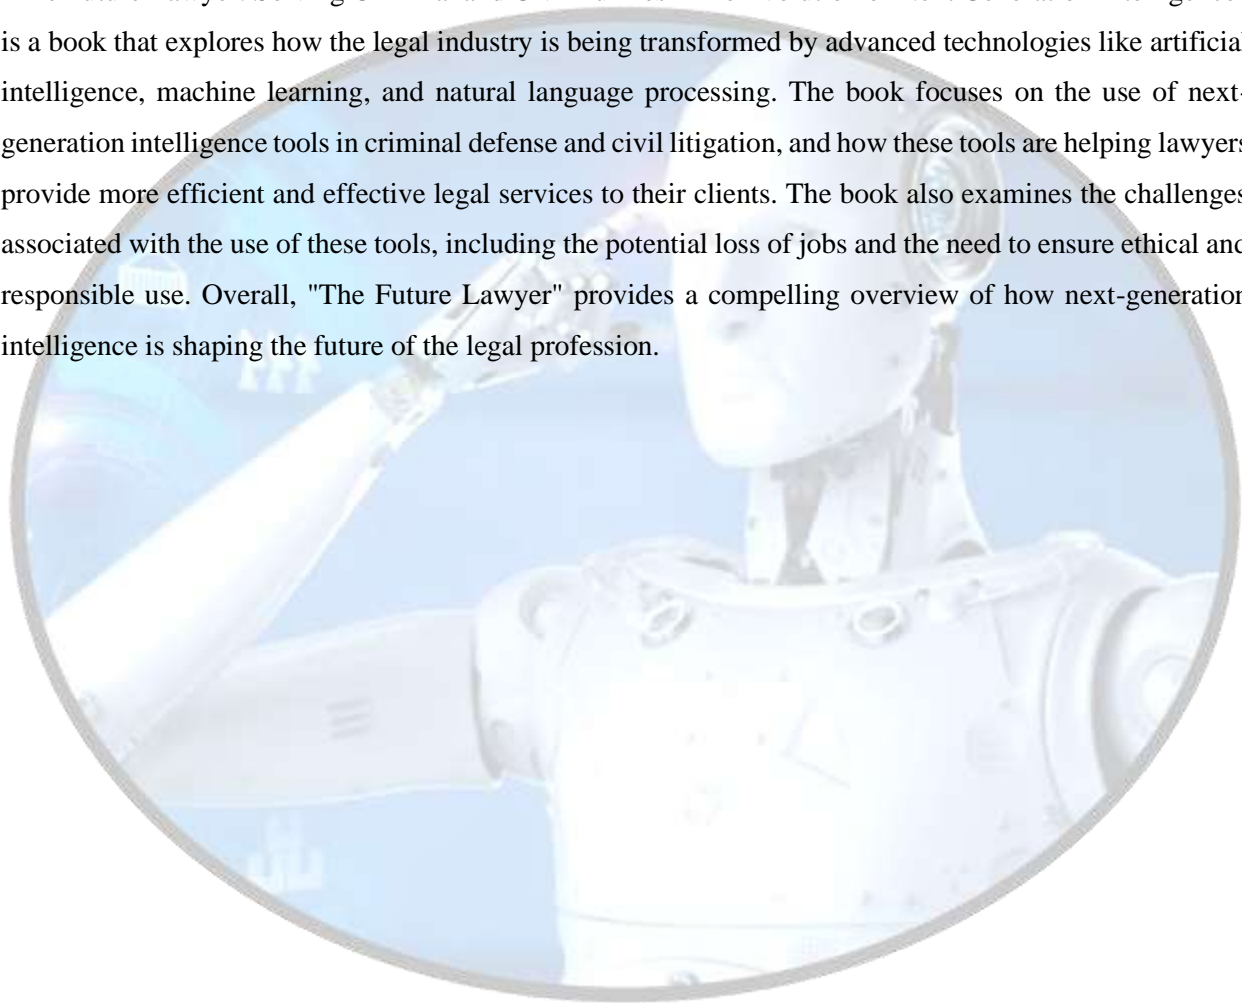 is a book that explores how the legal industry is being transformed by advanced technologies like artificial
intelligence, machine learning, and natural language processing. The book focuses on the use of next-
generation intelligence tools in criminal defense and civil litigation, and how these tools are helping lawyers
provide more efficient and effective legal services to their clients. The book also examines the challenges
associated with the use of these tools, including the potential loss of jobs and the need to ensure ethical and
responsible use. Overall, "The Future Lawyer" provides a compelling overview of how next-generation
intelligence is shaping the future of the legal profession.